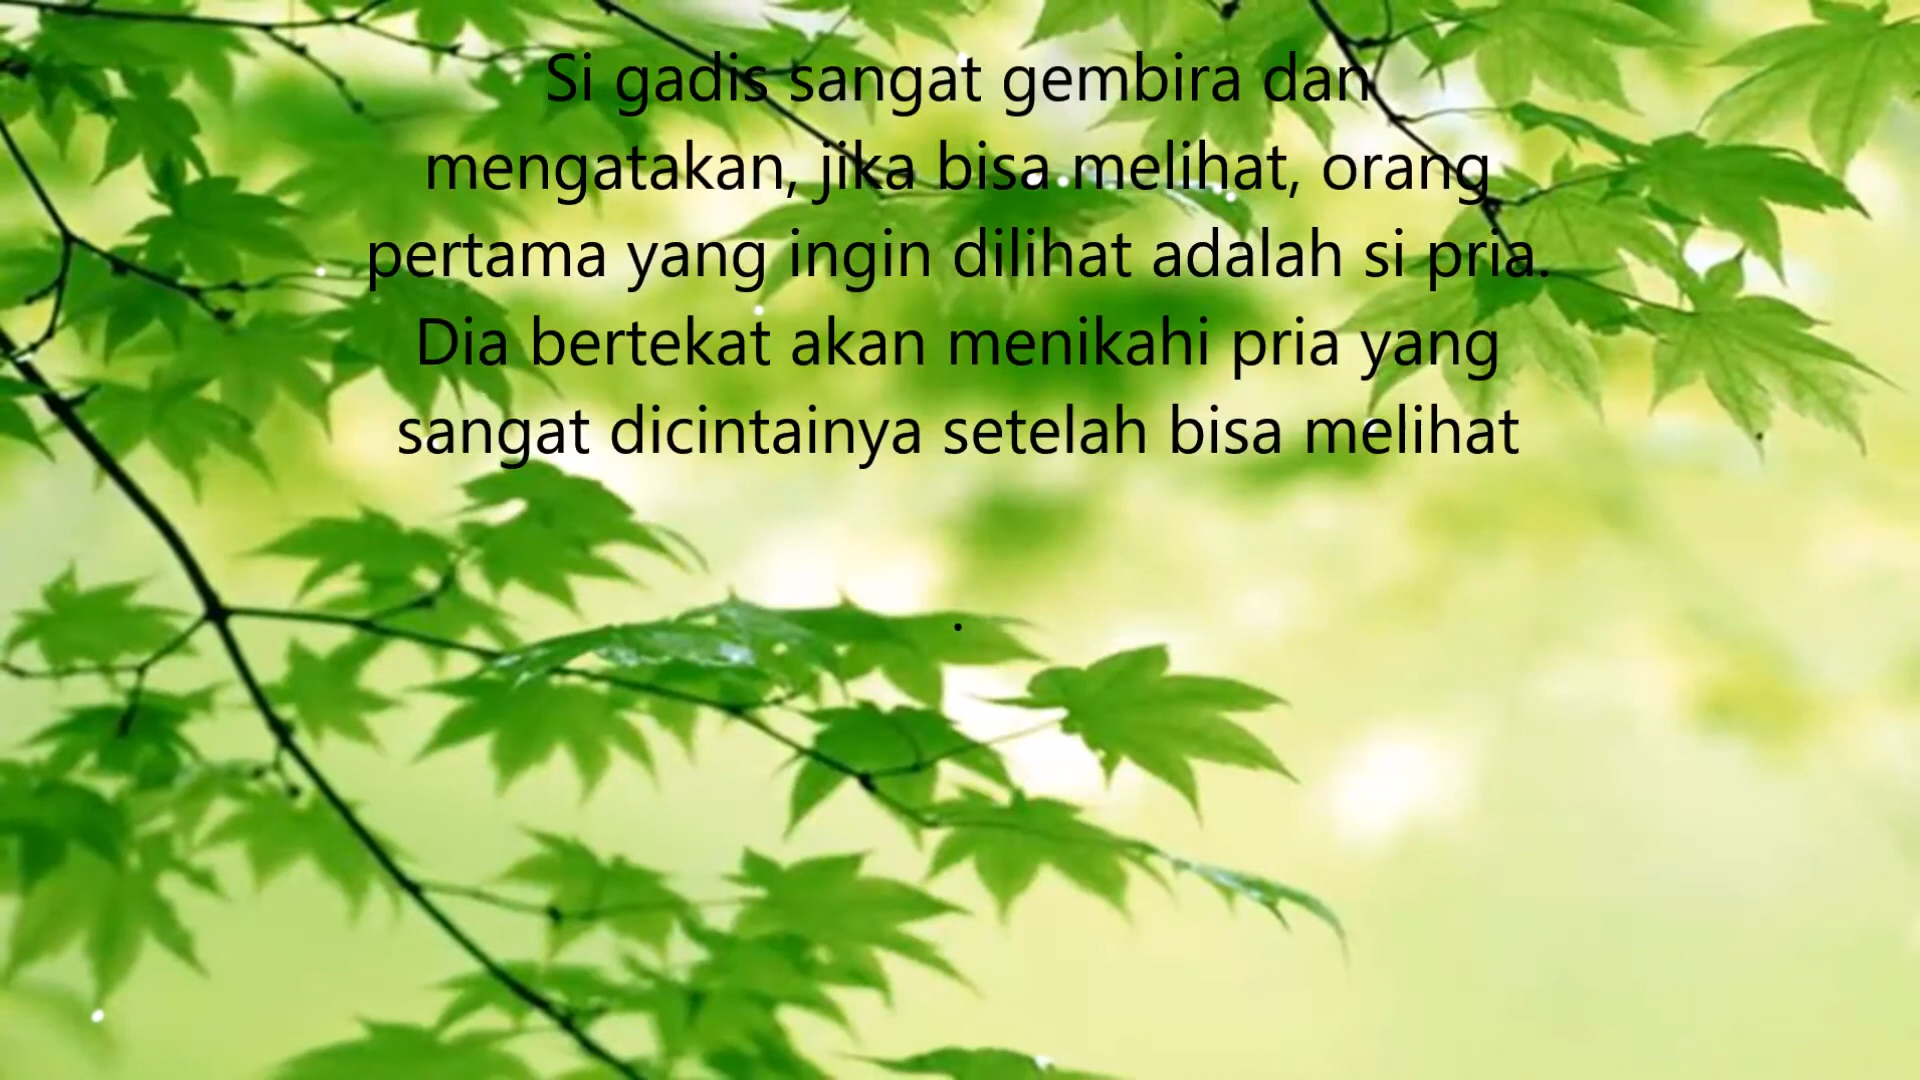 Si gadis sangat gembira dan
mengatakan, jika bisa melihat, orang
pertama yang ingin dilihat adalah si pria.
Dia bertekat akan menikahi pria yang
sangat dicintainya setelah bisa melihat
.